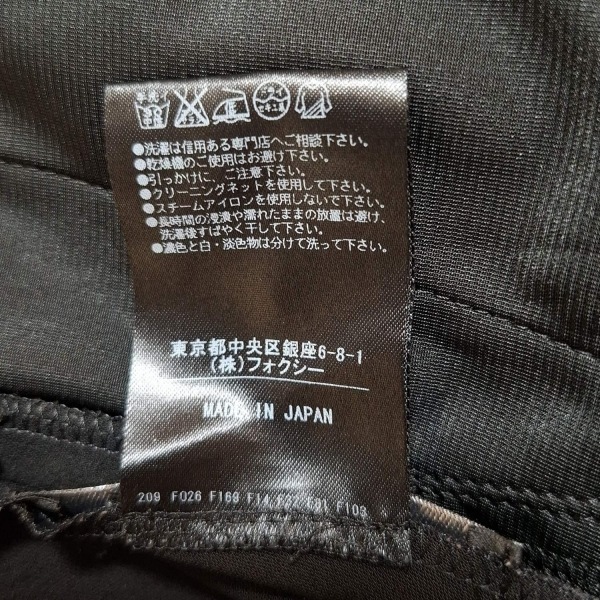 ●洗濯は信用ある専門店へご相談下さい。
●乾燥機のご使用はお避け下さい。
●引っかけに、ご注意下さい。
●クリーニングネットを使用して下さい。
●スチームアイロンを使用しないで下さい。
●長時間の浸漬や濡れたままの放置は避け、
洗濯後すばやく干して下さい。
●濃色と白・淡色物は分けて洗って下さい。
東京都中央区銀座6-8-1
(株)フォクシー
MADE IN JAPAN
209 F026 F169 F14